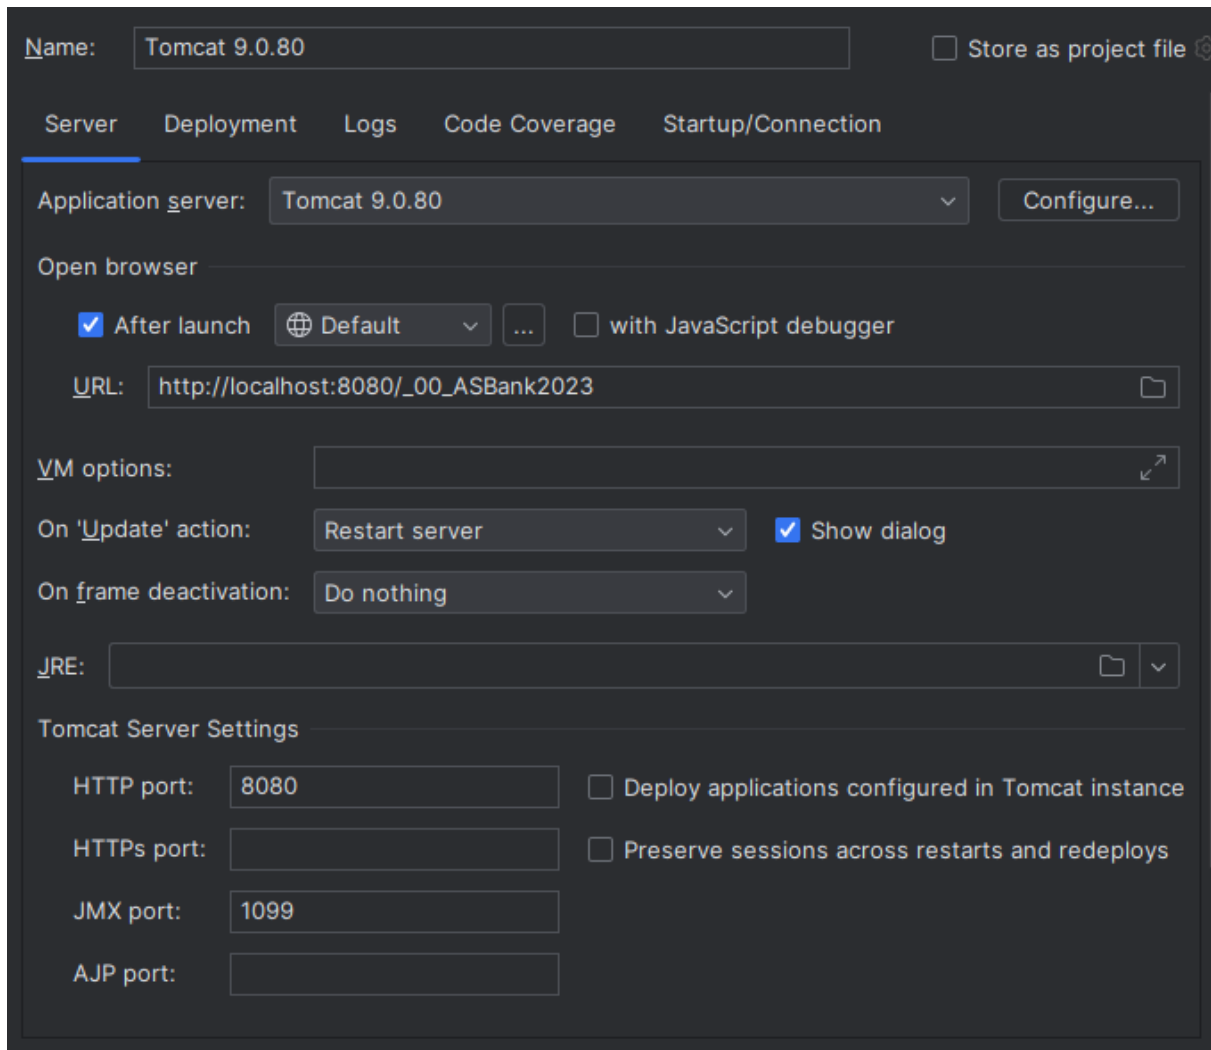 Name: Tomcat 9.0.80 Store as project file
Server Deployment Logs Code Coverage Startup/Connection
Application server: Tomcat 9.0.80 Configure...
Open browser
After launch Default ... with JavaScript debugger
URL: http://localhost:8080/_00_ASBank2023
VM options:
On 'Update' action: Restart server Show dialog
On frame deactivation: Do nothing
JRE:
Tomcat Server Settings
HTTP port: 8080 Deploy applications configured in Tomcat instance
HTTPs port: Preserve sessions across restarts and redeploys
JMX port: 1099
AJP port: